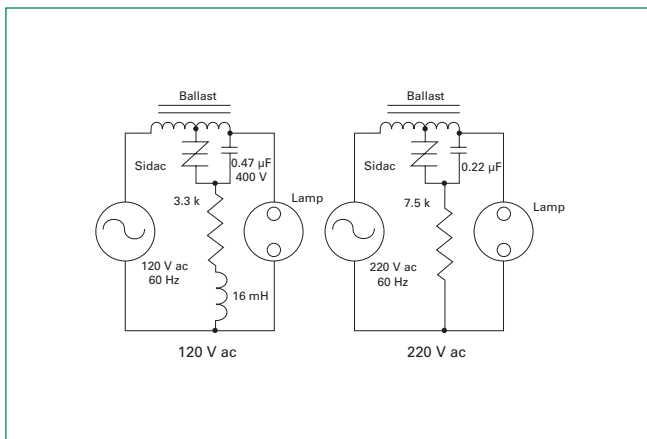 Ballast
Sidac
0.47 µF
400 V
3.3 k
Lamp
120 V ac
60 Hz
16 mH
120 V ac
Ballast
Sidac
0.22 µF
7.5 k
Lamp
220 V ac
60 Hz
220 V ac